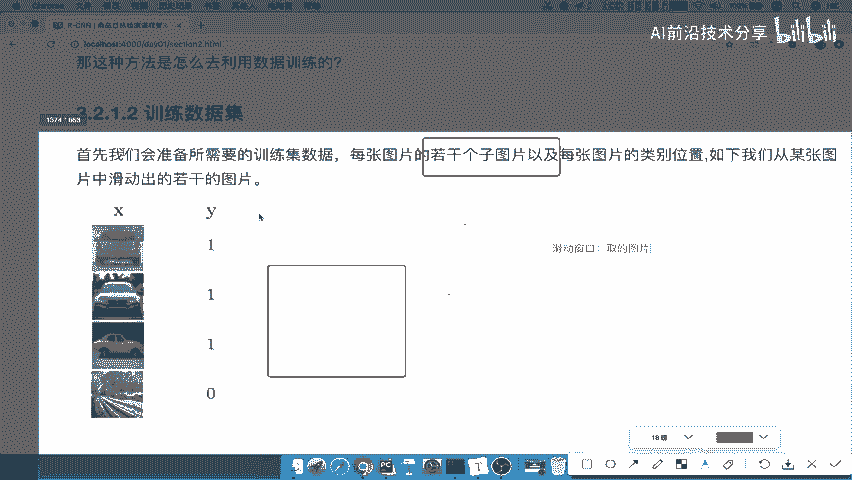 AI前沿技术分享 bilibili
localhost:4000/day01/section2.html
那这种方法是怎么去利用数据训练的?
3.2.1.2 训练数据集
首先我们会准备所需要的训练集数据，每张图片的若干个子图片以及每张图片的类别位置,如下我们从某张图
片中滑动出的若干的图片。
x y
滑动窗口：取的图片
1
1
1
0